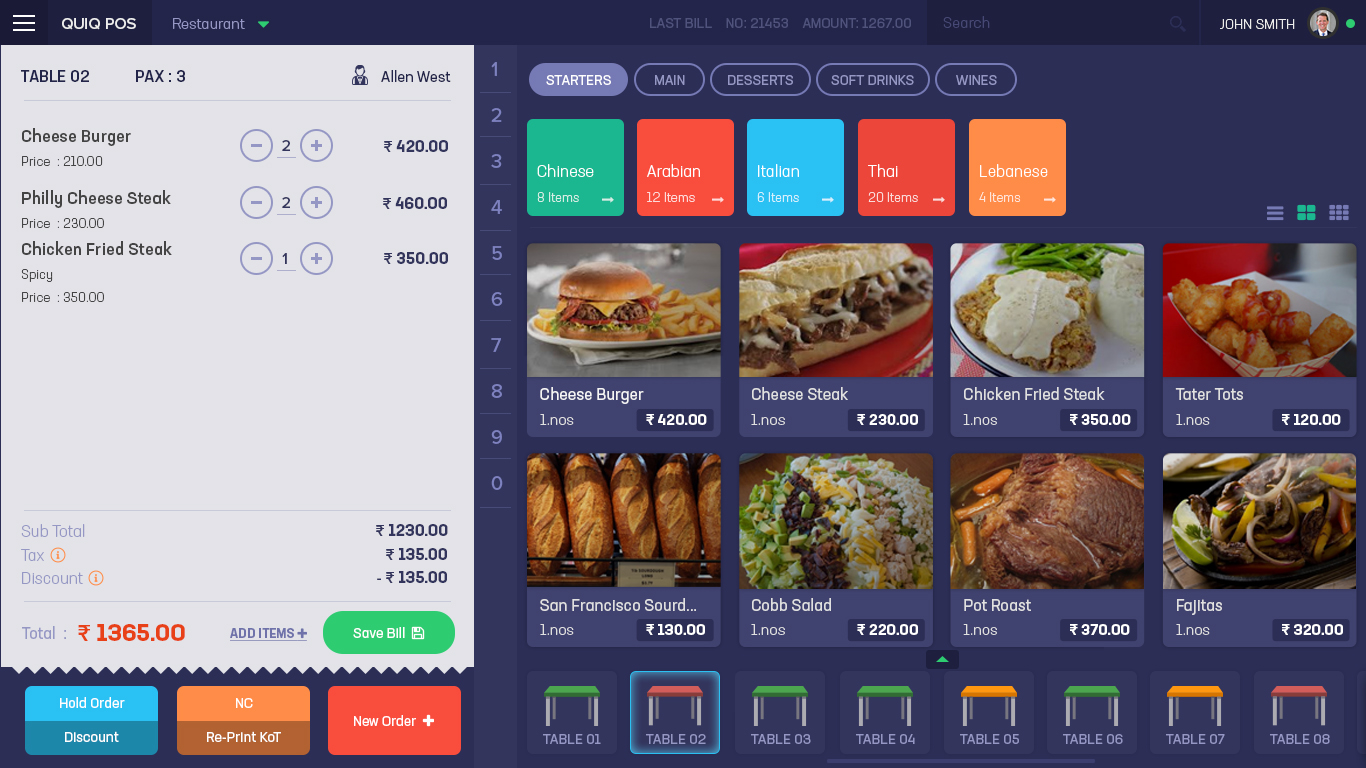 QUIQ POS
Restaurant
LAST BILL NO: 21453 AMOUNT: 1267.00
Search
JOHN SMITH
TABLE 02 PAX : 3 Allen West
Cheese Burger
Price : 210.00
2
₹ 420.00
Philly Cheese Steak
Price : 230.00
2
₹ 460.00
Chicken Fried Steak
Spicy
Price : 350.00
1
₹ 350.00
Sub Total ₹ 1230.00
Tax ₹ 135.00
Discount - ₹ 135.00
Total : ₹ 1365.00
ADD ITEMS +
Save Bill
Hold Order
Discount
NC
Re-Print KoT
New Order +
1
2
3
4
5
6
7
8
9
0
STARTERS MAIN DESSERTS SOFT DRINKS WINES
Chinese
8 Items
Arabian
12 Items
Italian
6 Items
Thai
20 Items
Lebanese
4 Items
Cheese Burger
1.nos ₹ 420.00
Cheese Steak
1.nos ₹ 230.00
Chicken Fried Steak
1.nos ₹ 350.00
Tater Tots
1.nos ₹ 120.00
San Francisco Sourd...
1.nos ₹ 130.00
Cobb Salad
1.nos ₹ 220.00
Pot Roast
1.nos ₹ 370.00
Fajitas
1.nos ₹ 320.00
TABLE 01
TABLE 02
TABLE 03
TABLE 04
TABLE 05
TABLE 06
TABLE 07
TABLE 08